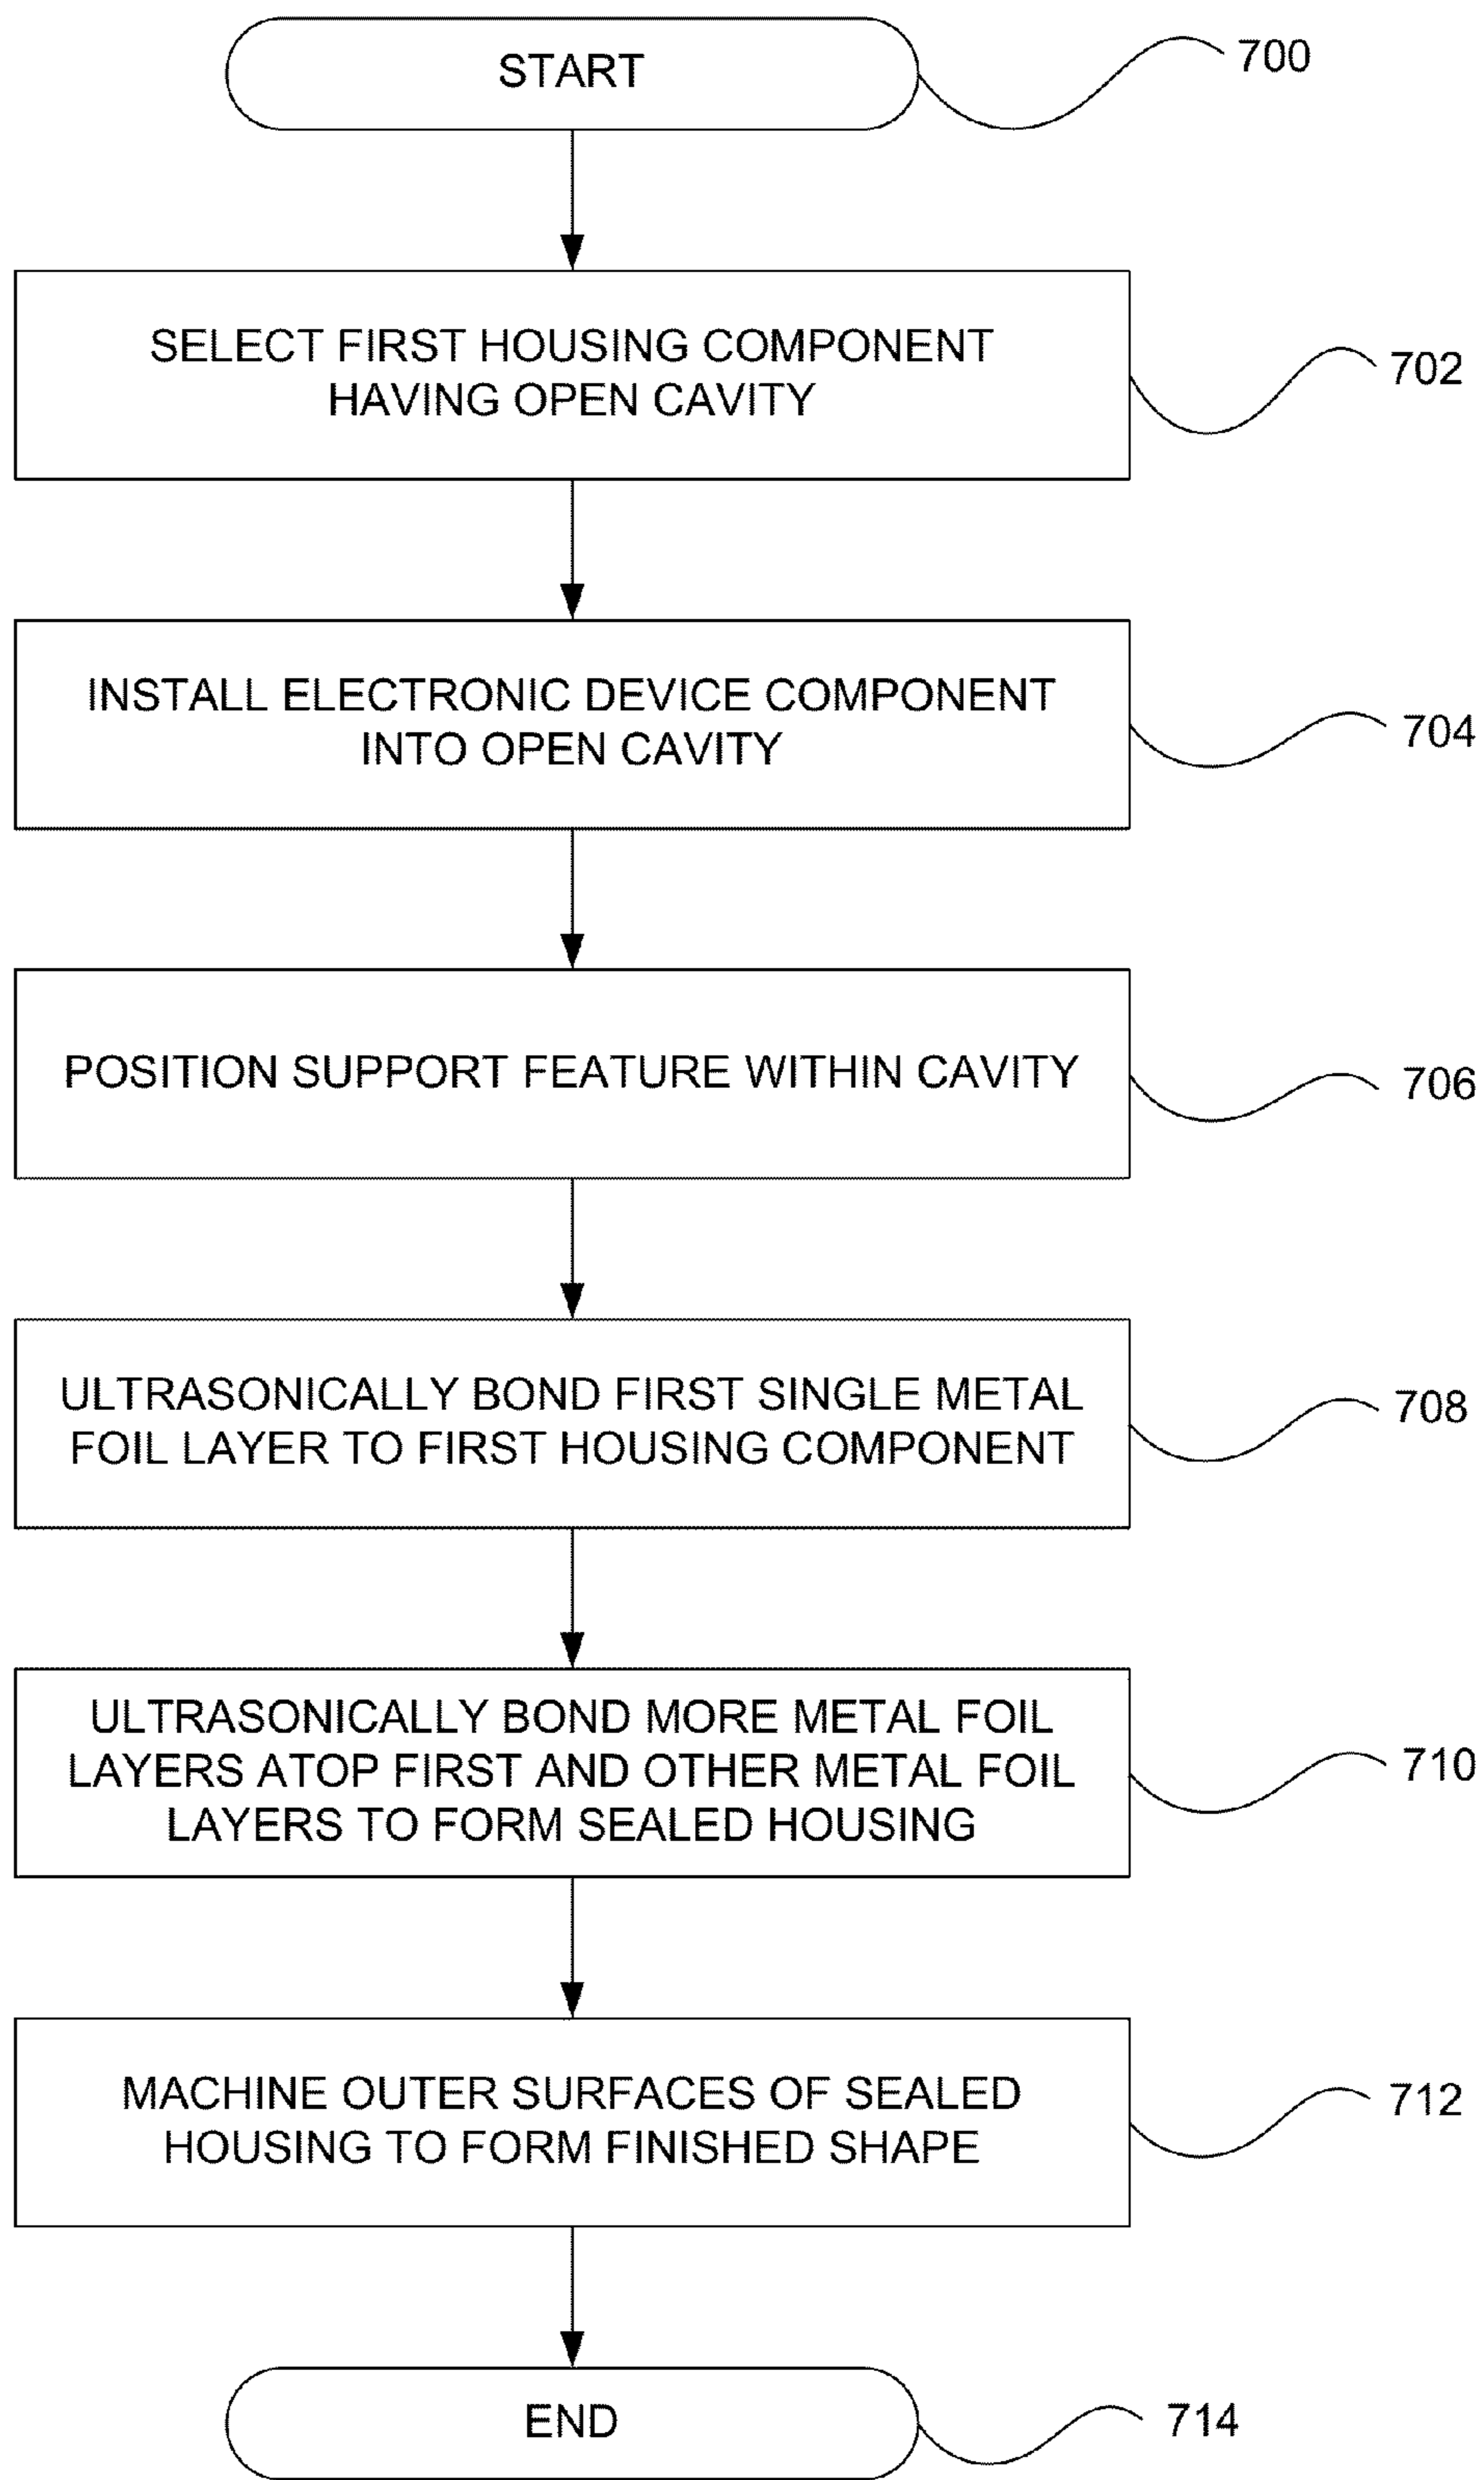 START
700
SELECT FIRST HOUSING COMPONENT
HAVING OPEN CAVITY
702
INSTALL ELECTRONIC DEVICE COMPONENT
INTO OPEN CAVITY
704
POSITION SUPPORT FEATURE WITHIN CAVITY
706
ULTRASONICALLY BOND FIRST SINGLE METAL
FOIL LAYER TO FIRST HOUSING COMPONENT
708
ULTRASONICALLY BOND MORE METAL FOIL
LAYERS ATOP FIRST AND OTHER METAL FOIL
LAYERS TO FORM SEALED HOUSING
710
MACHINE OUTER SURFACES OF SEALED
HOUSING TO FORM FINISHED SHAPE
712
END
714